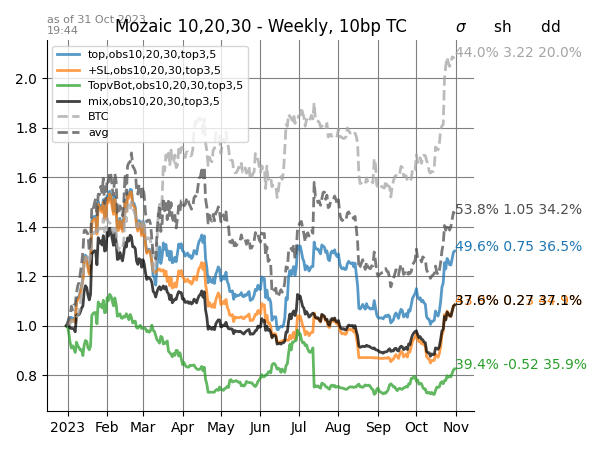 as of 31 Oct 2023
19:44
Mozaic 10,20,30 - Weekly, 10bp TC
σ sh dd
top,obs10,20,30,top3,5
+SL,obs10,20,30,top3,5
TopvBot,obs10,20,30,top3,5
mix,obs10,20,30,top3,5
BTC
avg
44.0% 3.22 20.0%
53.8% 1.05 34.2%
49.6% 0.75 36.5%
0.27 37.1%
39.4% -0.52 35.9%
2.0
1.8
1.6
1.4
1.2
1.0
0.8
2023 Feb Mar Apr May Jun Jul Aug Sep Oct Nov